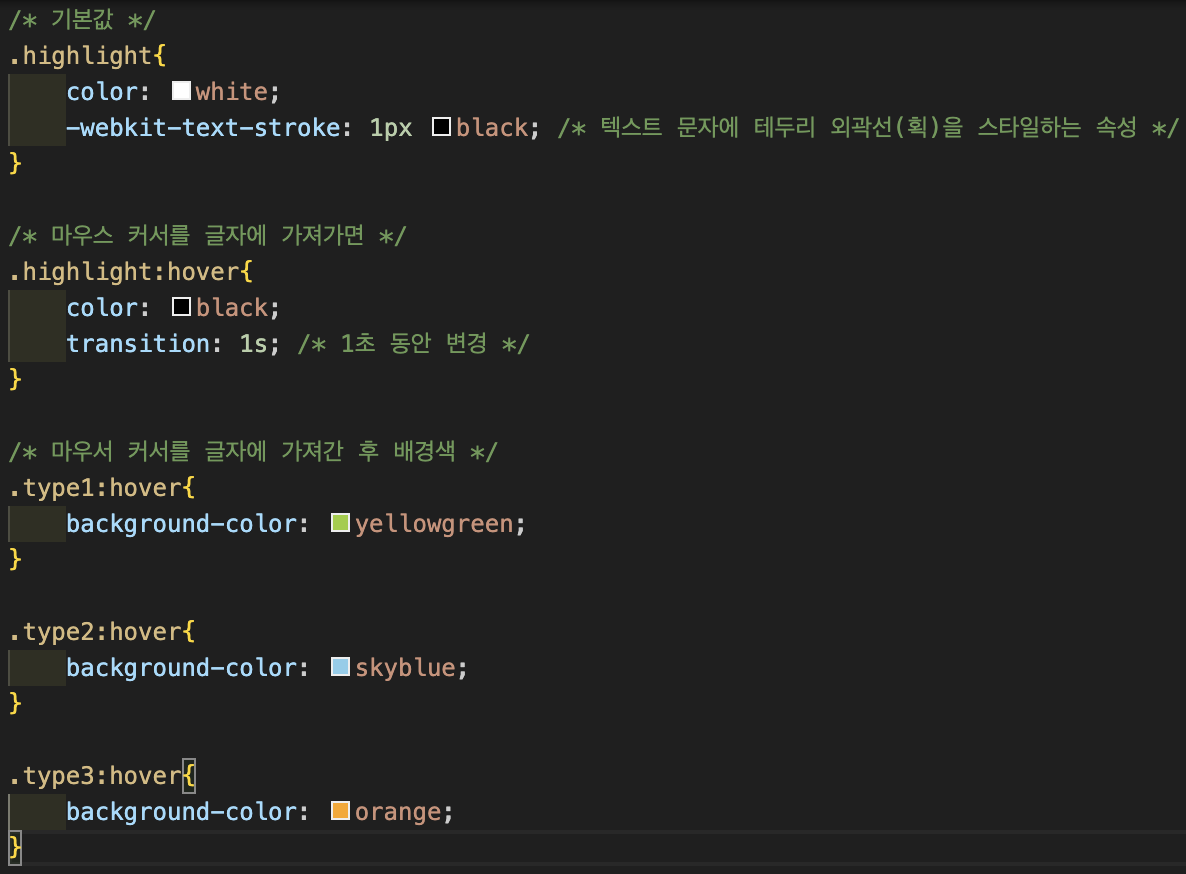 /* 기본값 */
.highlight{
    color: white;
    -webkit-text-stroke: 1px black; /* 텍스트 문자에 테두리 외곽선(획)을 스타일하는 속성 */
}
/* 마우스 커서를 글자에 가져가면 */
.highlight:hover{
    color: black;
    transition: 1s; /* 1초 동안 변경 */
}
/* 마우서 커서를 글자에 가져간 후 배경색 */
.type1:hover{
    background-color: yellowgreen;
}
.type2:hover{
    background-color: skyblue;
}
.type3:hover{
    background-color: orange;
}